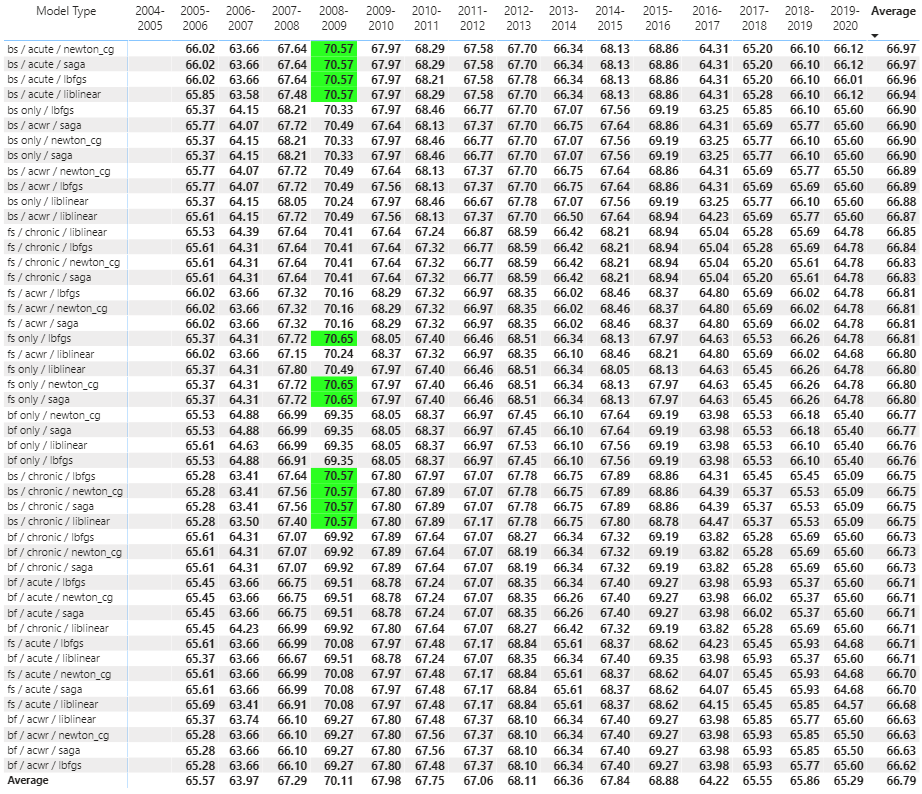 Model Type 2004-2005 2005-2006 2006-2007 2007-2008 2008-2009 2009-2010 2010-2011 2011-2012 2012-2013 2013-2014 2014-2015 2015-2016 2016-2017 2017-2018 2018-2019 2019-2020 Average
bs / acute / newton_cg 66.02 63.66 67.64 70.57 67.97 68.29 67.58 67.70 66.34 68.13 68.86 64.31 65.20 66.10 66.12 66.97
bs / acute / saga 66.02 63.66 67.64 70.57 67.97 68.29 67.58 67.70 66.34 68.13 68.86 64.31 65.20 66.10 66.12 66.97
bs / acute / lbfgs 66.02 63.66 67.64 70.57 67.97 68.21 67.58 67.78 66.34 68.13 68.86 64.31 65.20 66.10 66.01 66.96
bs / acute / liblinear 65.85 63.58 67.48 70.57 67.97 68.29 67.58 67.70 66.34 68.13 68.86 64.31 65.28 66.10 66.12 66.94
bs only / lbfgs 65.37 64.15 68.21 70.33 67.97 68.46 66.77 67.70 67.07 67.56 69.19 63.25 65.85 66.10 65.60 66.90
bs / acwr / saga 65.77 64.07 67.72 70.49 67.64 68.13 67.37 67.70 66.75 67.64 68.86 64.31 65.69 65.77 65.60 66.90
bs only / newton_cg 65.37 64.15 68.21 70.33 67.97 68.46 66.77 67.70 67.07 67.56 69.19 63.25 65.77 66.10 65.60 66.90
bs only / saga 65.37 64.15 68.21 70.33 67.97 68.46 66.77 67.70 67.07 67.56 69.19 63.25 65.77 66.10 65.60 66.90
bs / acwr / newton_cg 65.77 64.07 67.72 70.49 67.64 68.13 67.37 67.70 66.75 67.64 68.86 64.31 65.69 65.77 65.50 66.89
bs / acwr / lbfgs 65.77 64.07 67.72 70.49 67.56 68.13 67.37 67.70 66.75 67.64 68.86 64.31 65.69 65.69 65.60 66.89
bs only / liblinear 65.37 64.15 68.05 70.24 67.97 68.46 66.67 67.78 67.07 67.56 69.19 63.25 65.77 66.10 65.60 66.88
bs / acwr / liblinear 65.61 64.15 67.72 70.49 67.56 68.13 67.37 67.70 66.50 67.64 68.94 64.23 65.69 65.77 65.60 66.87
fs / chronic / liblinear 65.53 64.39 67.64 70.41 67.64 67.24 66.87 68.59 66.42 68.21 68.94 65.04 65.28 65.69 64.78 66.85
fs / chronic / lbfgs 65.61 64.31 67.64 70.41 67.64 67.32 66.77 68.59 66.42 68.21 68.94 65.04 65.28 65.69 64.78 66.84
fs / chronic / newton_cg 65.61 64.31 67.64 70.41 67.64 67.32 66.77 68.59 66.42 68.21 68.94 65.04 65.20 65.61 64.78 66.83
fs / chronic / saga 65.61 64.31 67.64 70.41 67.64 67.32 66.77 68.59 66.42 68.21 68.94 65.04 65.20 65.61 64.78 66.83
fs / acwr / lbfgs 66.02 63.66 67.32 70.16 68.29 67.32 66.97 68.35 66.02 68.46 68.37 64.80 65.69 66.02 64.78 66.81
fs / acwr / newton_cg 66.02 63.66 67.32 70.16 68.29 67.32 66.97 68.35 66.02 68.46 68.37 64.80 65.69 66.02 64.78 66.81
fs / acwr / saga 66.02 63.66 67.32 70.16 68.29 67.32 66.97 68.35 66.02 68.46 68.37 64.80 65.69 66.02 64.78 66.81
fs only / lbfgs 65.37 64.31 67.72 70.65 68.05 67.40 66.46 68.51 66.34 68.13 67.97 64.63 65.53 66.26 64.78 66.81
fs / acwr / liblinear 66.02 63.66 67.15 70.24 68.37 67.32 66.97 68.35 66.10 68.46 68.21 64.80 65.69 66.02 64.68 66.80
fs only / liblinear 65.37 64.31 67.80 70.49 67.97 67.40 66.46 68.51 66.34 68.05 68.13 64.63 65.45 66.26 64.78 66.80
fs only / newton_cg 65.37 64.31 67.72 70.65 67.97 67.40 66.46 68.51 66.34 68.13 67.97 64.63 65.45 66.26 64.78 66.80
fs only / saga 65.37 64.31 67.72 70.65 67.97 67.40 66.46 68.51 66.34 68.13 67.97 64.63 65.45 66.26 64.78 66.80
bf only / newton_cg 65.53 64.88 66.99 69.35 68.05 68.37 66.97 67.45 66.10 67.64 69.19 63.98 65.53 66.18 65.40 66.77
bf only / saga 65.53 64.88 66.99 69.35 68.05 68.37 66.97 67.45 66.10 67.64 69.19 63.98 65.53 66.18 65.40 66.77
bf only / liblinear 65.61 64.63 66.99 69.35 68.05 68.37 66.97 67.53 66.10 67.56 69.19 63.98 65.53 66.10 65.40 66.76
bf only / lbfgs 65.53 64.88 66.91 69.35 68.05 68.37 66.97 67.45 66.10 67.56 69.19 63.98 65.53 66.10 65.40 66.76
bs / chronic / lbfgs 65.28 63.41 67.64 70.57 67.80 67.97 67.07 67.78 66.75 67.89 68.86 64.31 65.45 65.45 65.09 66.75
bs / chronic / newton_cg 65.28 63.41 67.56 70.57 67.80 67.89 67.07 67.78 66.75 67.89 68.86 64.39 65.37 65.53 65.09 66.75
bs / chronic / saga 65.28 63.41 67.56 70.57 67.80 67.89 67.07 67.78 66.75 67.89 68.86 64.39 65.37 65.53 65.09 66.75
bs / chronic / liblinear 65.28 63.50 67.40 70.57 67.80 67.89 67.17 67.78 66.75 67.80 68.78 64.47 65.37 65.53 65.09 66.75
bf / chronic / lbfgs 65.61 64.31 67.07 69.92 67.89 67.64 67.07 68.27 66.34 67.32 69.19 63.82 65.28 65.69 65.60 66.73
bf / chronic / newton_cg 65.61 64.31 67.07 69.92 67.89 67.64 67.07 68.19 66.34 67.32 69.19 63.82 65.28 65.69 65.60 66.73
bf / chronic / saga 65.61 64.31 67.07 69.92 67.89 67.64 67.07 68.19 66.34 67.32 69.19 63.82 65.28 65.69 65.60 66.73
bf / acute / lbfgs 65.45 63.66 66.75 69.51 68.78 67.24 67.07 68.35 66.34 67.40 69.27 63.98 65.93 65.37 65.60 66.71
bf / acute / newton_cg 65.45 63.66 66.75 69.51 68.78 67.24 67.07 68.35 66.26 67.40 69.27 63.98 66.02 65.37 65.60 66.71
bf / acute / saga 65.45 63.66 66.75 69.51 68.78 67.24 67.07 68.35 66.26 67.40 69.27 63.98 66.02 65.37 65.60 66.71
bf / chronic / liblinear 65.45 64.23 66.99 69.92 67.80 67.64 67.07 68.27 66.42 67.32 69.19 63.82 65.28 65.69 65.60 66.71
fs / acute / lbfgs 65.61 63.66 66.99 70.08 67.97 67.48 67.17 68.84 65.61 68.37 68.62 64.23 65.45 65.93 64.68 66.71
bf / acute / liblinear 65.37 63.66 66.67 69.51 68.78 67.24 67.07 68.35 66.34 67.40 69.35 63.98 65.93 65.37 65.60 66.71
fs / acute / newton_cg 65.61 63.66 66.99 70.08 67.97 67.48 67.17 68.84 65.61 68.37 68.62 64.07 65.45 65.93 64.68 66.70
fs / acute / saga 65.61 63.66 66.99 70.08 67.97 67.48 67.17 68.84 65.61 68.37 68.62 64.07 65.45 65.93 64.68 66.70
fs / acute / liblinear 65.69 63.41 66.91 70.08 67.97 67.48 67.17 68.84 65.61 68.37 68.62 64.15 65.45 65.85 64.57 66.68
bf / acwr / liblinear 65.37 63.74 66.10 69.27 67.80 67.48 67.37 68.10 66.34 67.40 69.27 63.98 65.85 65.77 65.60 66.63
bf / acwr / newton_cg 65.28 63.66 66.10 69.27 67.80 67.56 67.37 68.10 66.34 67.40 69.27 63.98 65.93 65.85 65.50 66.63
bf / acwr / saga 65.28 63.66 66.10 69.27 67.80 67.56 67.37 68.10 66.34 67.40 69.27 63.98 65.93 65.85 65.50 66.63
bf / acwr / lbfgs 65.28 63.66 66.10 69.27 67.80 67.48 67.37 68.10 66.34 67.40 69.27 63.98 65.93 65.77 65.60 66.62
Average 65.57 63.97 67.29 70.11 67.98 67.75 67.06 68.11 66.36 67.84 68.88 64.22 65.55 65.86 65.29 66.79